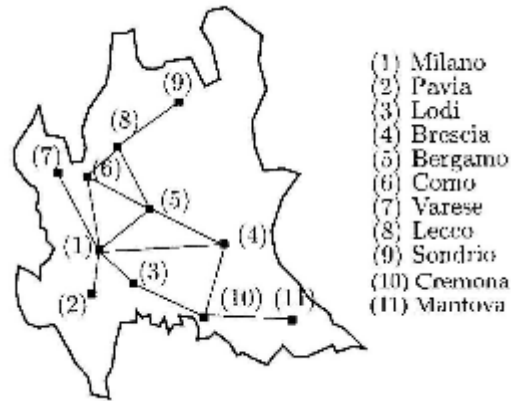 (9)
(8)
(7)
(6)
(5)
(1)
(4)
(3)
(2)
(10)
(11)
(1) Milano
(2) Pavia
(3) Lodi
(4) Brescia
(5) Bergamo
(6) Como
(7) Varese
(8) Lecco
(9) Sondrio
(10) Cremona
(11) Mantova